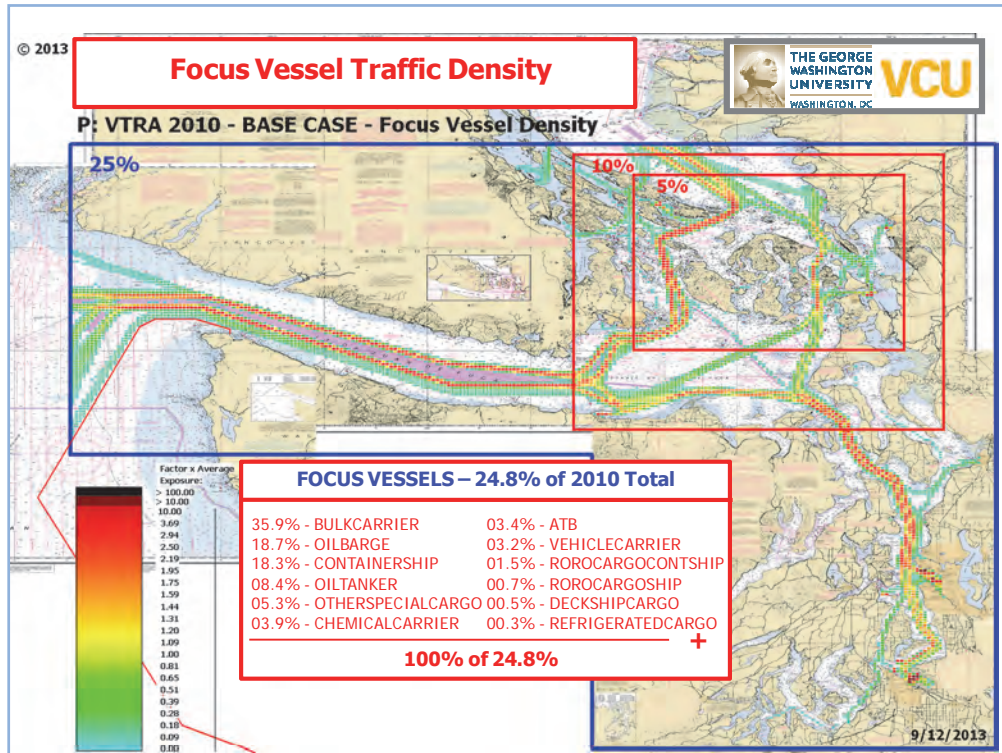 © 2013
Focus Vessel Traffic Density
THE GEORGE
WASHINGTON
UNIVERSITY
WASHINGTON, DC
VCU
P: VTRA 2010 - BASE CASE - Focus Vessel Density
25%
10%
5%
Factor x Average
Exposure:
> 100.00
> 10.00
10.00
3.69
2.94
2.50
2.19
1.95
1.75
1.59
1.44
1.31
1.20
1.09
1.00
0.81
0.65
0.51
0.39
0.28
0.18
0.09
0.00
FOCUS VESSELS – 24.8% of 2010 Total
35.9% - BULKCARRIER
18.7% - OILBARGE
18.3% - CONTAINERSHIP
08.4% - OILTANKER
05.3% - OTHERSPECIALCARGO
03.9% - CHEMICALCARRIER
03.4% - ATB
03.2% - VEHICLECARRIER
01.5% - ROROCARGOCONTSHIP
00.7% - ROROCARGOSHIP
00.5% - DECKSHIPCARGO
00.3% - REFRIGERATEDCARGO
+
100% of 24.8%
9/12/2013